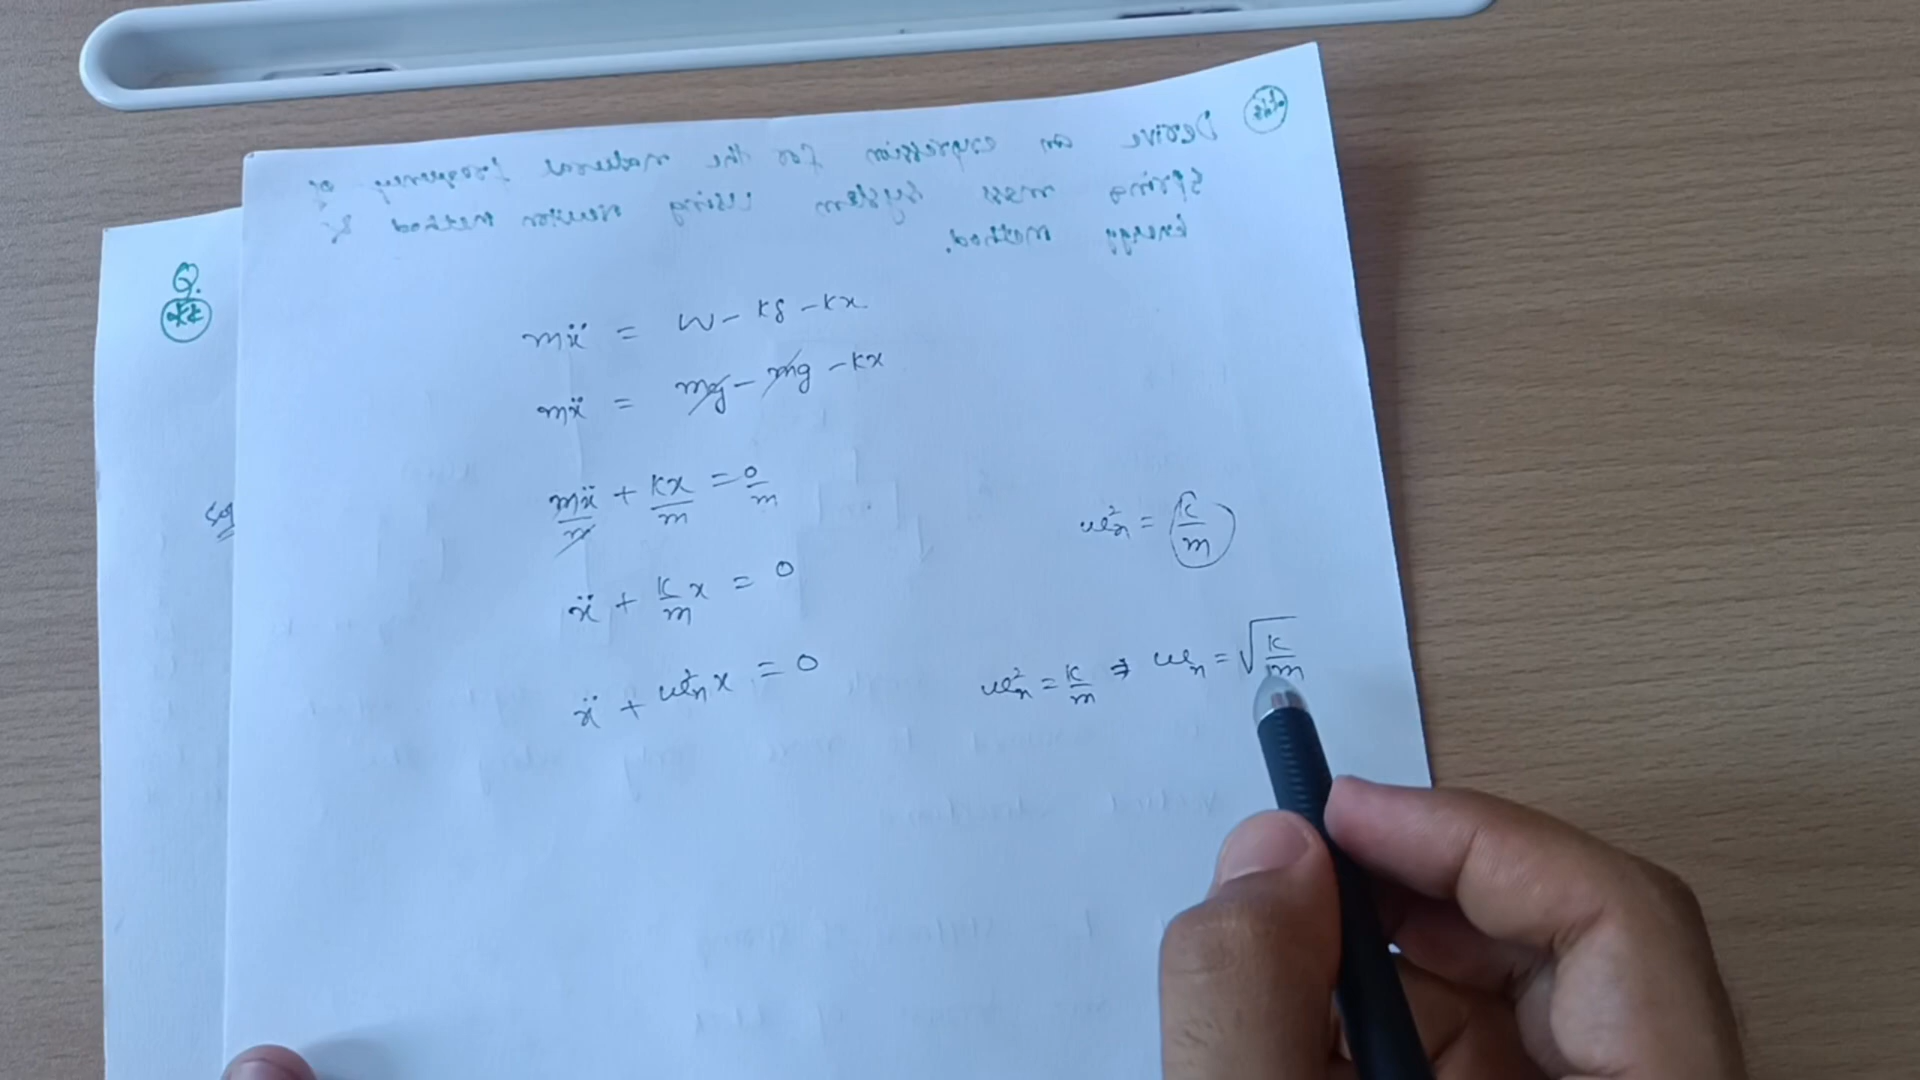 Derive an expression for the natural frequency of
spring mass system using newton method &
Energy method.
Q.
mẍ = W - kδ - kx
mẍ = mg - mg - kx
mẍ/m + kx/m = 0/m
ωn² = k/m
ẍ + k/m x = 0
ẍ + ωn² x = 0
ωn² = k/m ⇒ ωn = √k/m